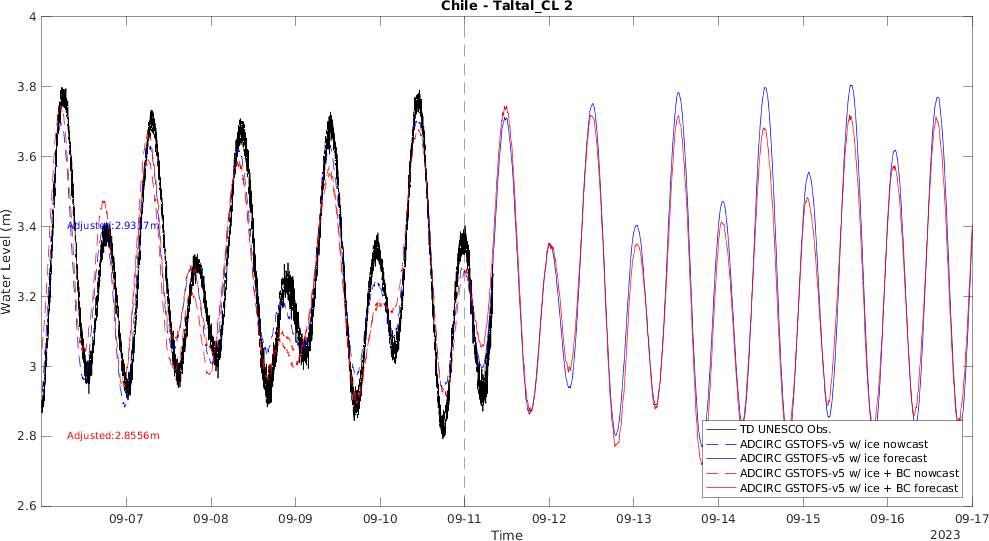 Chile - Taltal_CL 2
4
3.8
3.6
3.4
3.2
3
2.8
2.6
Water Level (m)
Adjusted:2.9317m
Adjusted:2.8556m
TD UNESCO Obs.
ADCIRC GSTOFS-v5 w/ ice nowcast
ADCIRC GSTOFS-v5 w/ ice forecast
ADCIRC GSTOFS-v5 w/ ice + BC nowcast
ADCIRC GSTOFS-v5 w/ ice + BC forecast
09-07 09-08 09-09 09-10 09-11 09-12 09-13 09-14 09-15 09-16 09-17
Time
2023